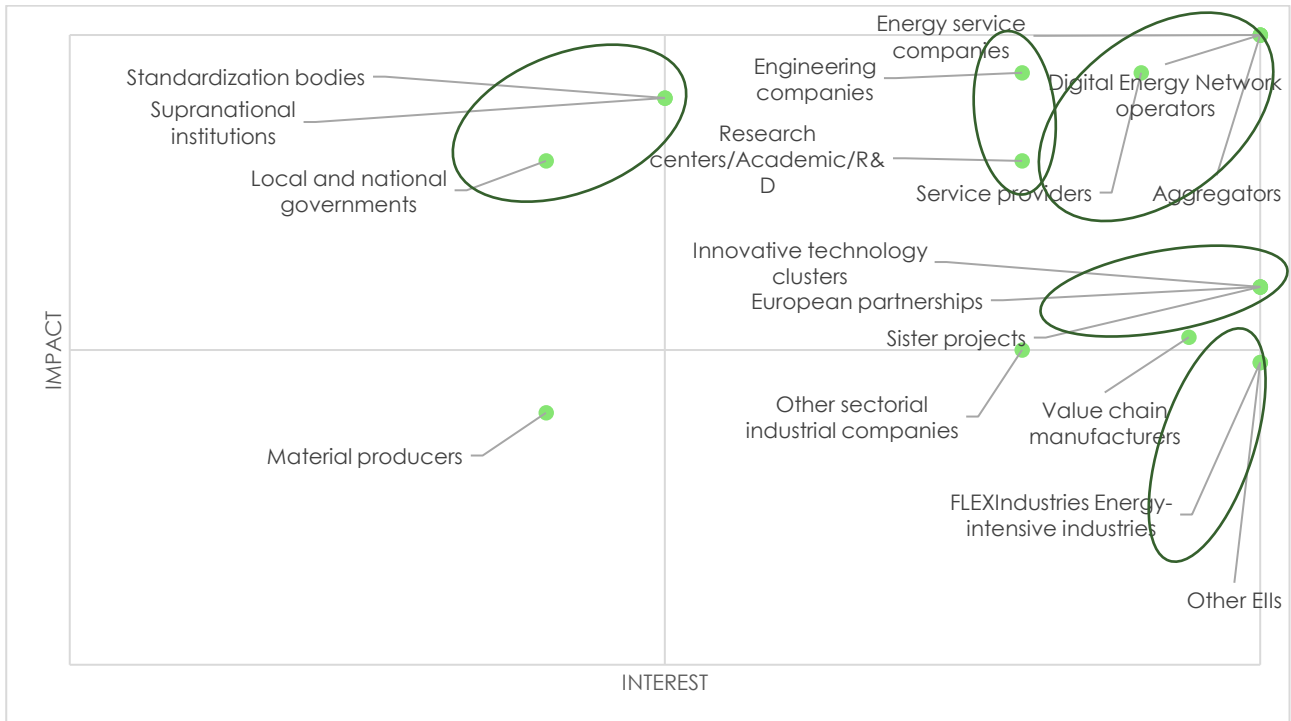 Energy service
companies
Standardization bodies
Engineering
companies
Digital Energy Network
operators
Supranational
institutions
Research
centers/Academic/R&
D
Local and national
governments
Service providers
Aggregators
Innovative technology
clusters
European partnerships
Sister projects
IMPACT
Other sectorial
industrial companies
Value chain
manufacturers
Material producers
FLEXIndustries Energy-
intensive industries
Other EIIs
INTEREST